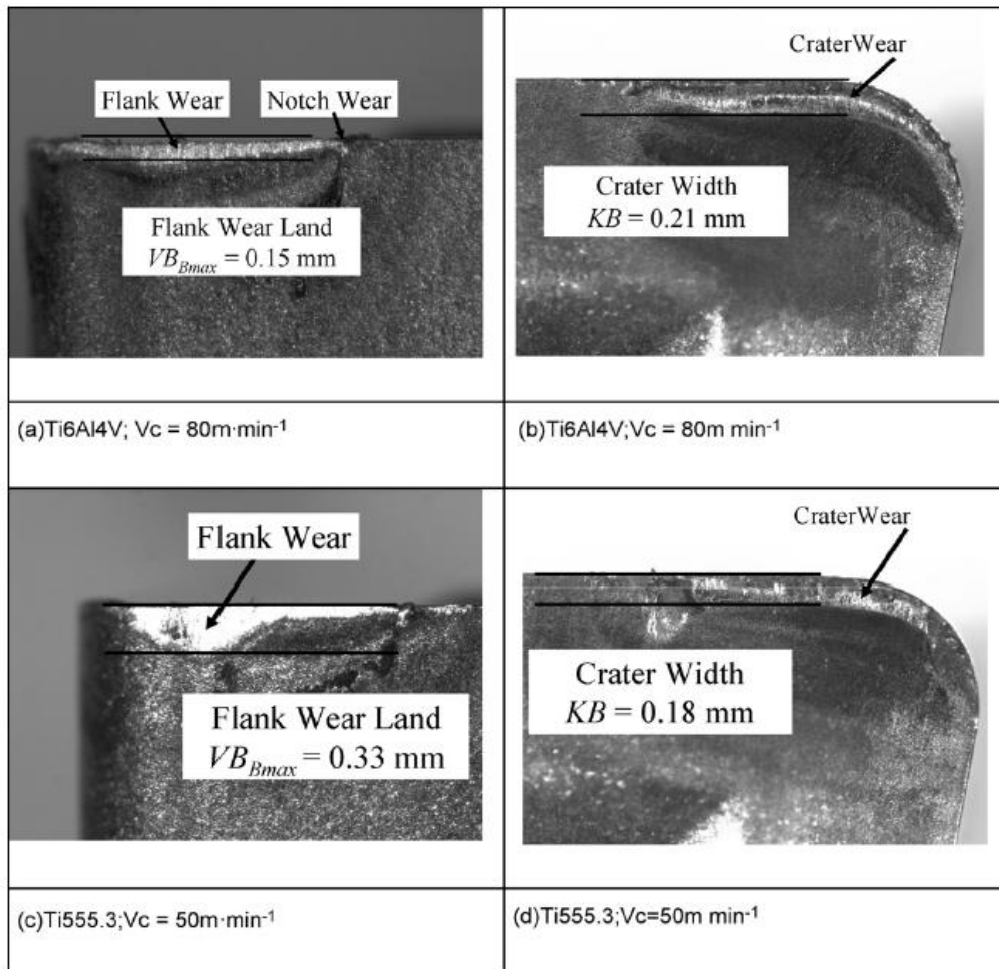 Flank Wear
Notch Wear
Flank Wear Land
VBBmax = 0.15 mm
CraterWear
Crater Width
KB = 0.21 mm
(a)Ti6Al4V; Vc = 80m·min-1
(b)Ti6Al4V;Vc = 80m min-1
Flank Wear
Flank Wear Land
VBBmax = 0.33 mm
CraterWear
Crater Width
KB = 0.18 mm
(c)Ti555.3;Vc = 50m·min-1
(d)Ti555.3;Vc=50m min-1